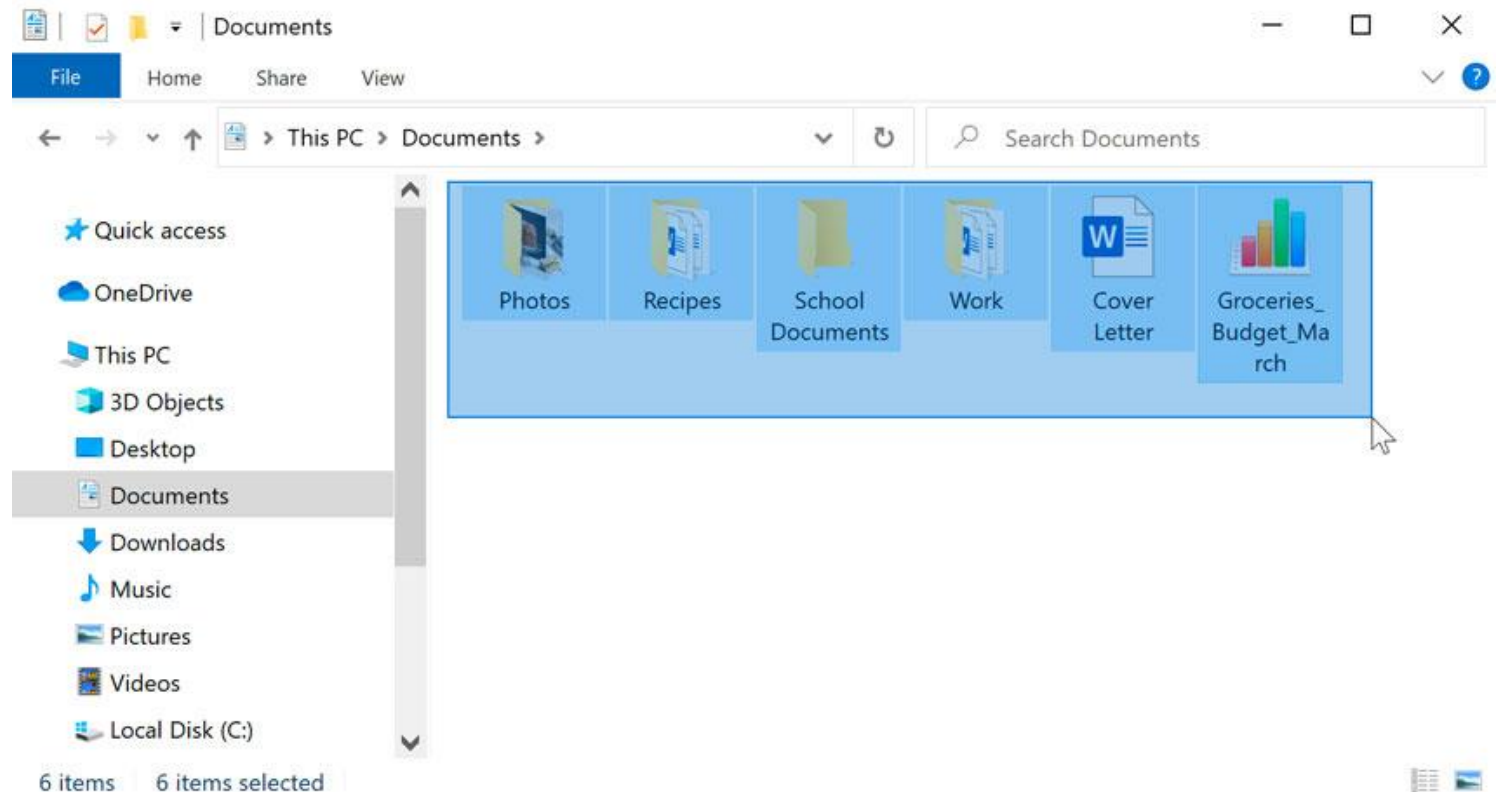 Documents
File Home Share View
?
This PC > Documents >
Search Documents
Quick access
OneDrive
This PC
3D Objects
Desktop
Documents
Downloads
Music
Pictures
Videos
Local Disk (C:)
Photos
Recipes
School
Documents
Work
W
Cover
Letter
Groceries_
Budget_Ma
rch
6 items 6 items selected